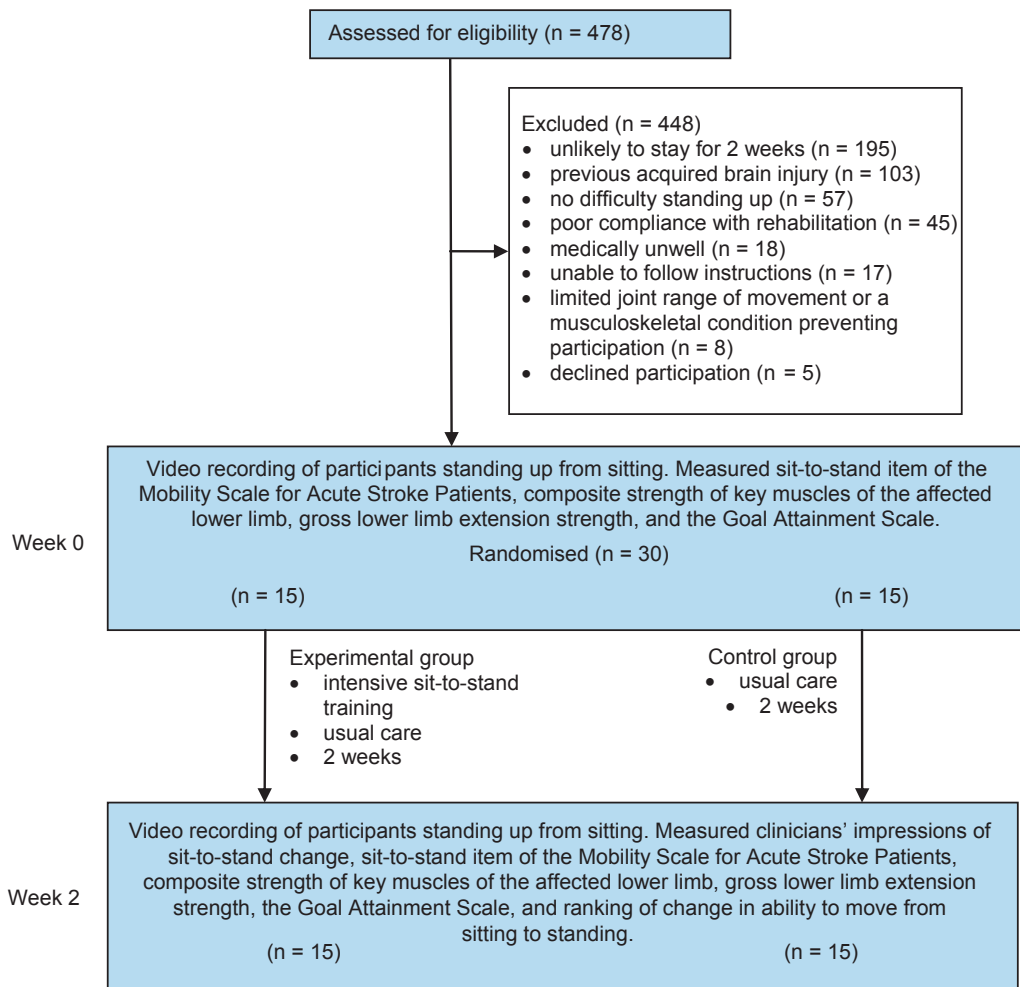 Assessed for eligibility (n = 478)
Excluded (n = 448)
• unlikely to stay for 2 weeks (n = 195)
• previous acquired brain injury (n = 103)
• no difficulty standing up (n = 57)
• poor compliance with rehabilitation (n = 45)
• medically unwell (n = 18)
• unable to follow instructions (n = 17)
• limited joint range of movement or a
musculoskeletal condition preventing
participation (n = 8)
• declined participation (n = 5)
Week 0
Video recording of participants standing up from sitting. Measured sit-to-stand item of the
Mobility Scale for Acute Stroke Patients, composite strength of key muscles of the affected
lower limb, gross lower limb extension strength, and the Goal Attainment Scale.
Randomised (n = 30)
(n = 15)
(n = 15)
Experimental group
• intensive sit-to-stand
training
• usual care
• 2 weeks
Control group
• usual care
• 2 weeks
Week 2
Video recording of participants standing up from sitting. Measured clinicians' impressions of
sit-to-stand change, sit-to-stand item of the Mobility Scale for Acute Stroke Patients,
composite strength of key muscles of the affected lower limb, gross lower limb extension
strength, the Goal Attainment Scale, and ranking of change in ability to move from
sitting to standing.
(n = 15)
(n = 15)